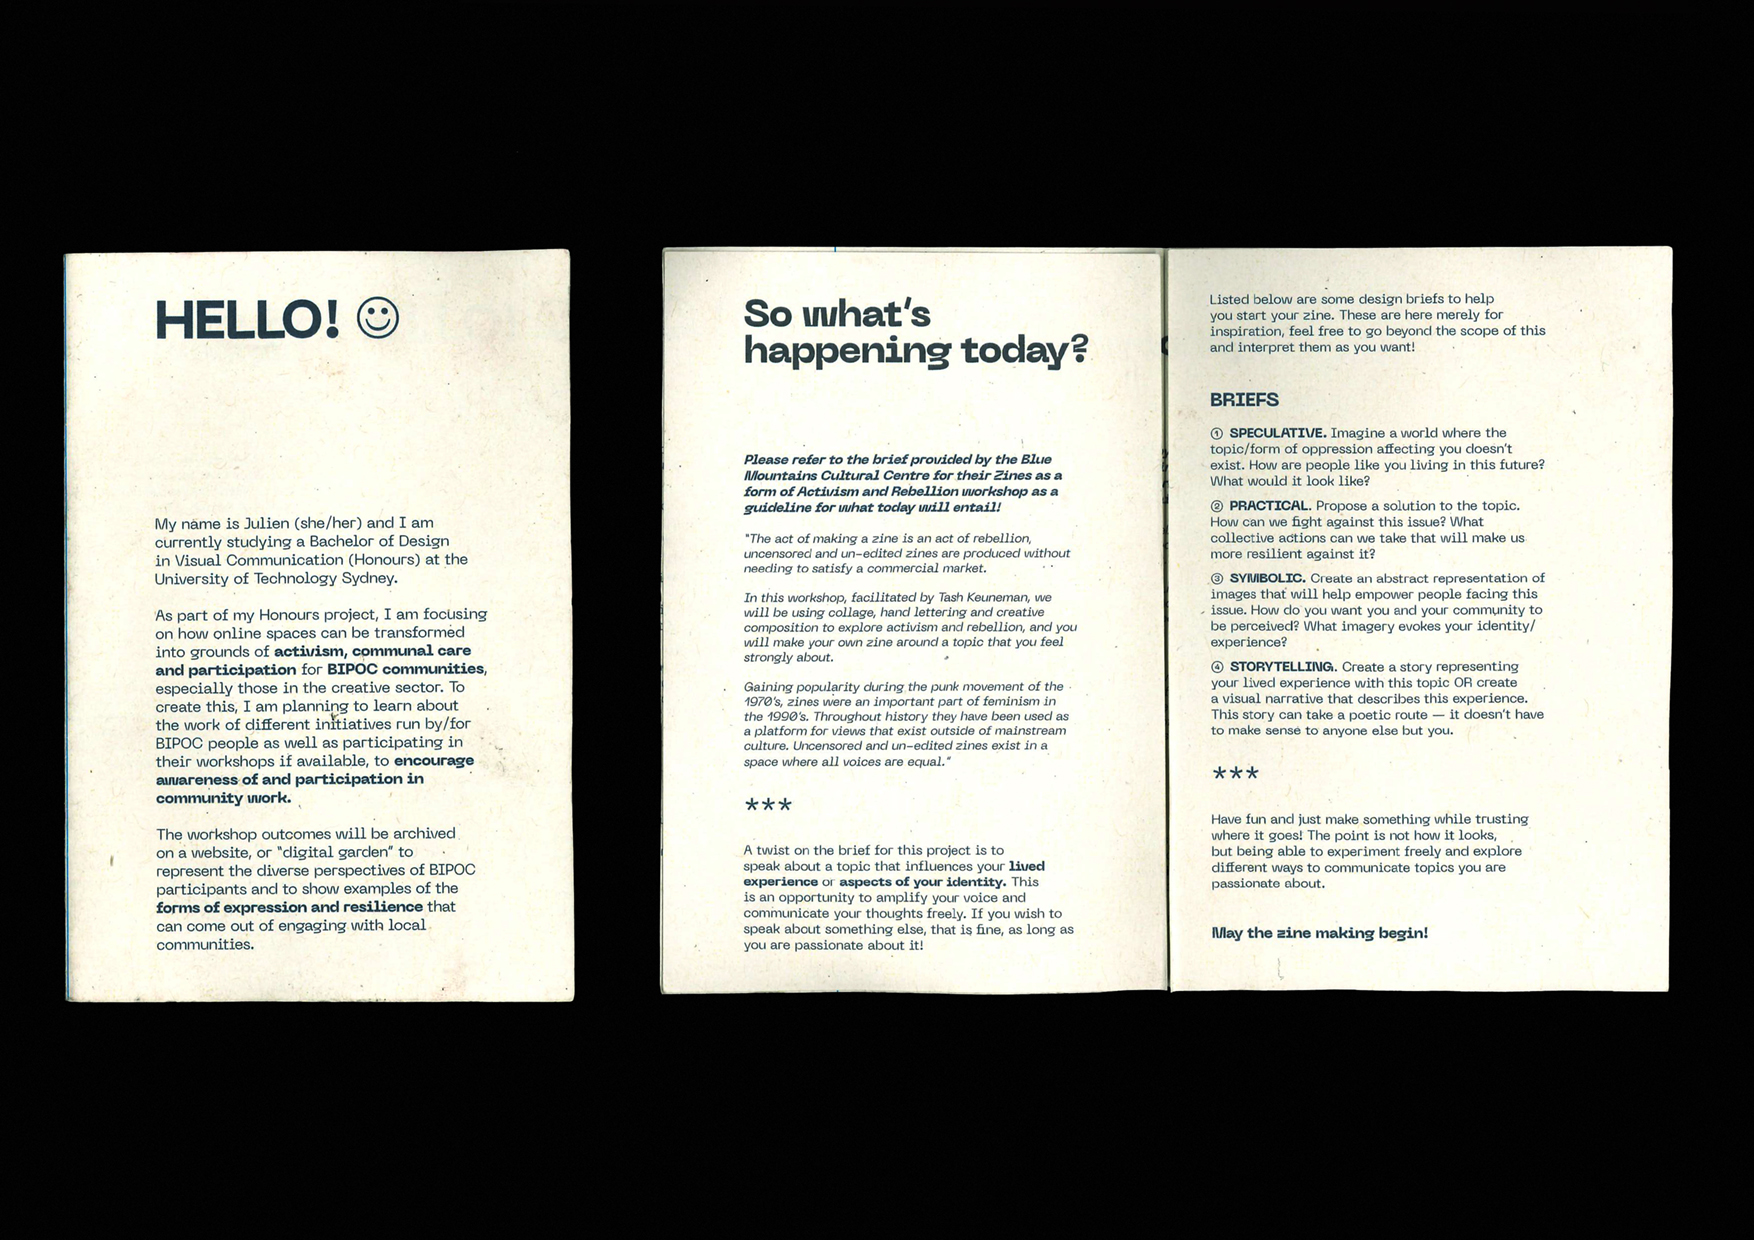 HELLO! ☺
My name is Julien (she/her) and I am
currently studying a Bachelor of Design
in Visual Communication (Honours) at the
University of Technology Sydney.
As part of my Honours project, I am focusing
on how online spaces can be transformed
into grounds of activism, communal care
and participation for BIPOC communities,
especially those in the creative sector. To
create this, I am planning to learn about
the work of different initiatives run by/for
BIPOC people as well as participating in
their workshops if available, to encourage
awareness of and participation in
community work.
The workshop outcomes will be archived
on a website, or "digital garden" to
represent the diverse perspectives of BIPOC
participants and to show examples of the
forms of expression and resilience that
can come out of engaging with local
communities.
So what's
happening today?
Please refer to the brief provided by the Blue
Mountains Cultural Centre for their Zines as a
form of Activism and Rebellion workshop as a
guideline for what today will entail!
"The act of making a zine is an act of rebellion,
uncensored and un-edited zines are produced without
needing to satisfy a commercial market.
In this workshop, facilitated by Tash Keuneman, we
will be using collage, hand lettering and creative
composition to explore activism and rebellion, and you
will make your own zine around a topic that you feel
strongly about.
Gaining popularity during the punk movement of the
1970's, zines were an important part of feminism in
the 1990's. Throughout history they have been used as
a platform for views that exist outside of mainstream
culture. Uncensored and un-edited zines exist in a
space where all voices are equal."
***
A twist on the brief for this project is to
speak about a topic that influences your lived
experience or aspects of your identity. This
is an opportunity to amplify your voice and
communicate your thoughts freely. If you wish to
speak about something else, that is fine, as long as
you are passionate about it!
Listed below are some design briefs to help
you start your zine. These are here merely for
inspiration, feel free to go beyond the scope of this
and interpret them as you want!
BRIEFS
① SPECULATIVE. Imagine a world where the
topic/form of oppression affecting you doesn't
exist. How are people like you living in this future?
What would it look like?
② PRACTICAL. Propose a solution to the topic.
How can we fight against this issue? What
collective actions can we take that will make us
more resilient against it?
③ SYMBOLIC. Create an abstract representation of
images that will help empower people facing this
issue. How do you want you and your community to
be perceived? What imagery evokes your identity/
experience?
④ STORYTELLING. Create a story representing
your lived experience with this topic OR create
a visual narrative that describes this experience.
This story can take a poetic route — it doesn't have
to make sense to anyone else but you.
***
Have fun and just make something while trusting
where it goes! The point is not how it looks,
but being able to experiment freely and explore
different ways to communicate topics you are
passionate about.
May the zine making begin!